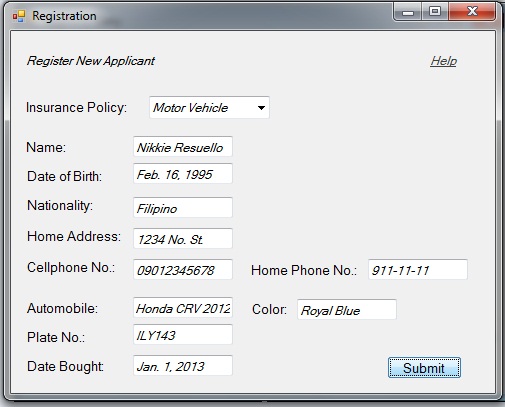 Registration
Register New Applicant Help
Insurance Policy: Motor Vehicle
Name: Nikkie Resuello
Date of Birth: Feb. 16, 1995
Nationality: Filipino
Home Address: 1234 No. St.
Cellphone No.: 09012345678 Home Phone No.: 911-11-11
Automobile: Honda CRV 2012 Color: Royal Blue
Plate No.: ILY143
Date Bought: Jan. 1, 2013
Submit